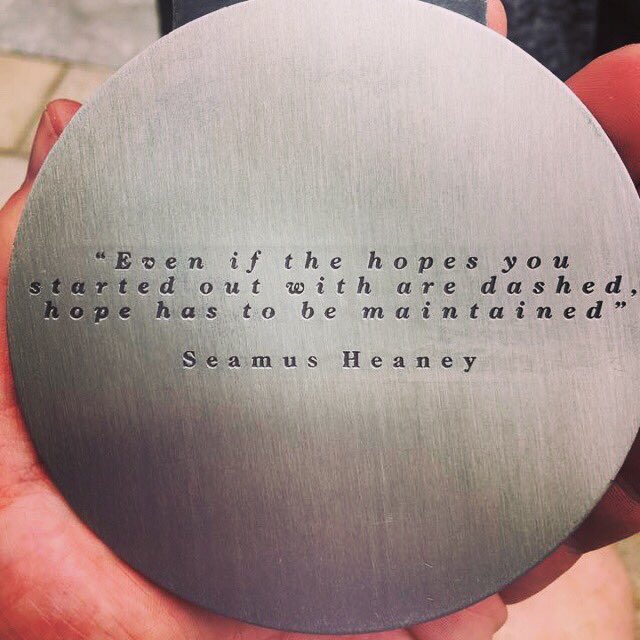 “Even if the hopes you
started out with are dashed,
hope has to be maintained”
Seamus Heaney